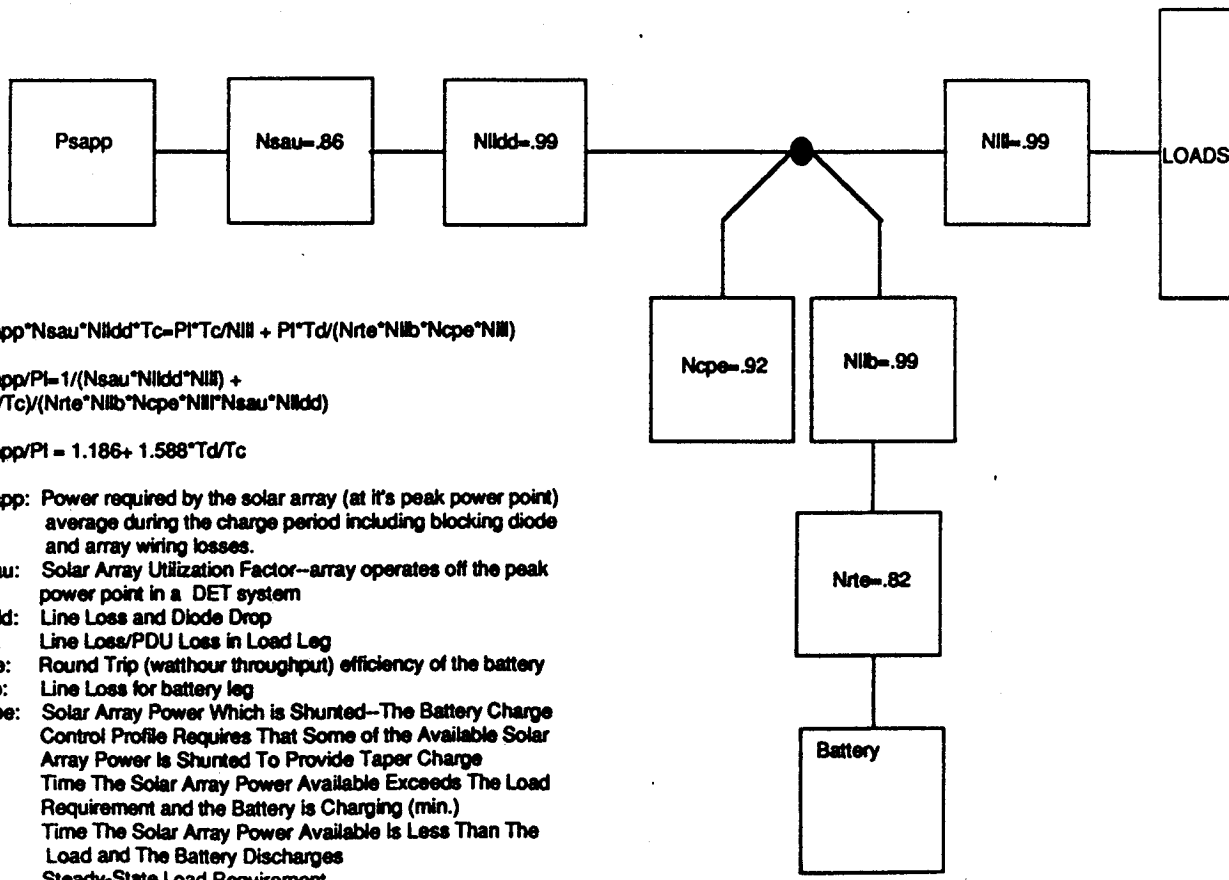 Psapp
Nsau=.86
Nlldd=.99
Nlll=.99
LOADS
app*Nsau*Nlldd*Tc=Pl*Tc/Nlll + Pl*Td/(Nrte*Nllb*Ncpe*Nlll)
app/Pl=1/(Nsau*Nlldd*Nlll) +
/Tc)/(Nrte*Nllb*Ncpe*Nlll*Nsau*Nlldd)
app/Pl = 1.186+ 1.588*Td/Tc
Ncpe=.92
Nllb=.99
Nrte=.82
Battery
app: Power required by the solar array (at it's peak power point)
average during the charge period including blocking diode
and array wiring losses.
au: Solar Array Utilization Factor--array operates off the peak
power point in a DET system
dd: Line Loss and Diode Drop
Line Loss/PDU Loss in Load Leg
e: Round Trip (watthour throughput) efficiency of the battery
b: Line Loss for battery leg
pe: Solar Array Power Which is Shunted--The Battery Charge
Control Profile Requires That Some of the Available Solar
Array Power Is Shunted To Provide Taper Charge
Time The Solar Array Power Available Exceeds The Load
Requirement and the Battery is Charging (min.)
Time The Solar Array Power Available Is Less Than The
Load and The Battery Discharges
Steady-State Load Requirement